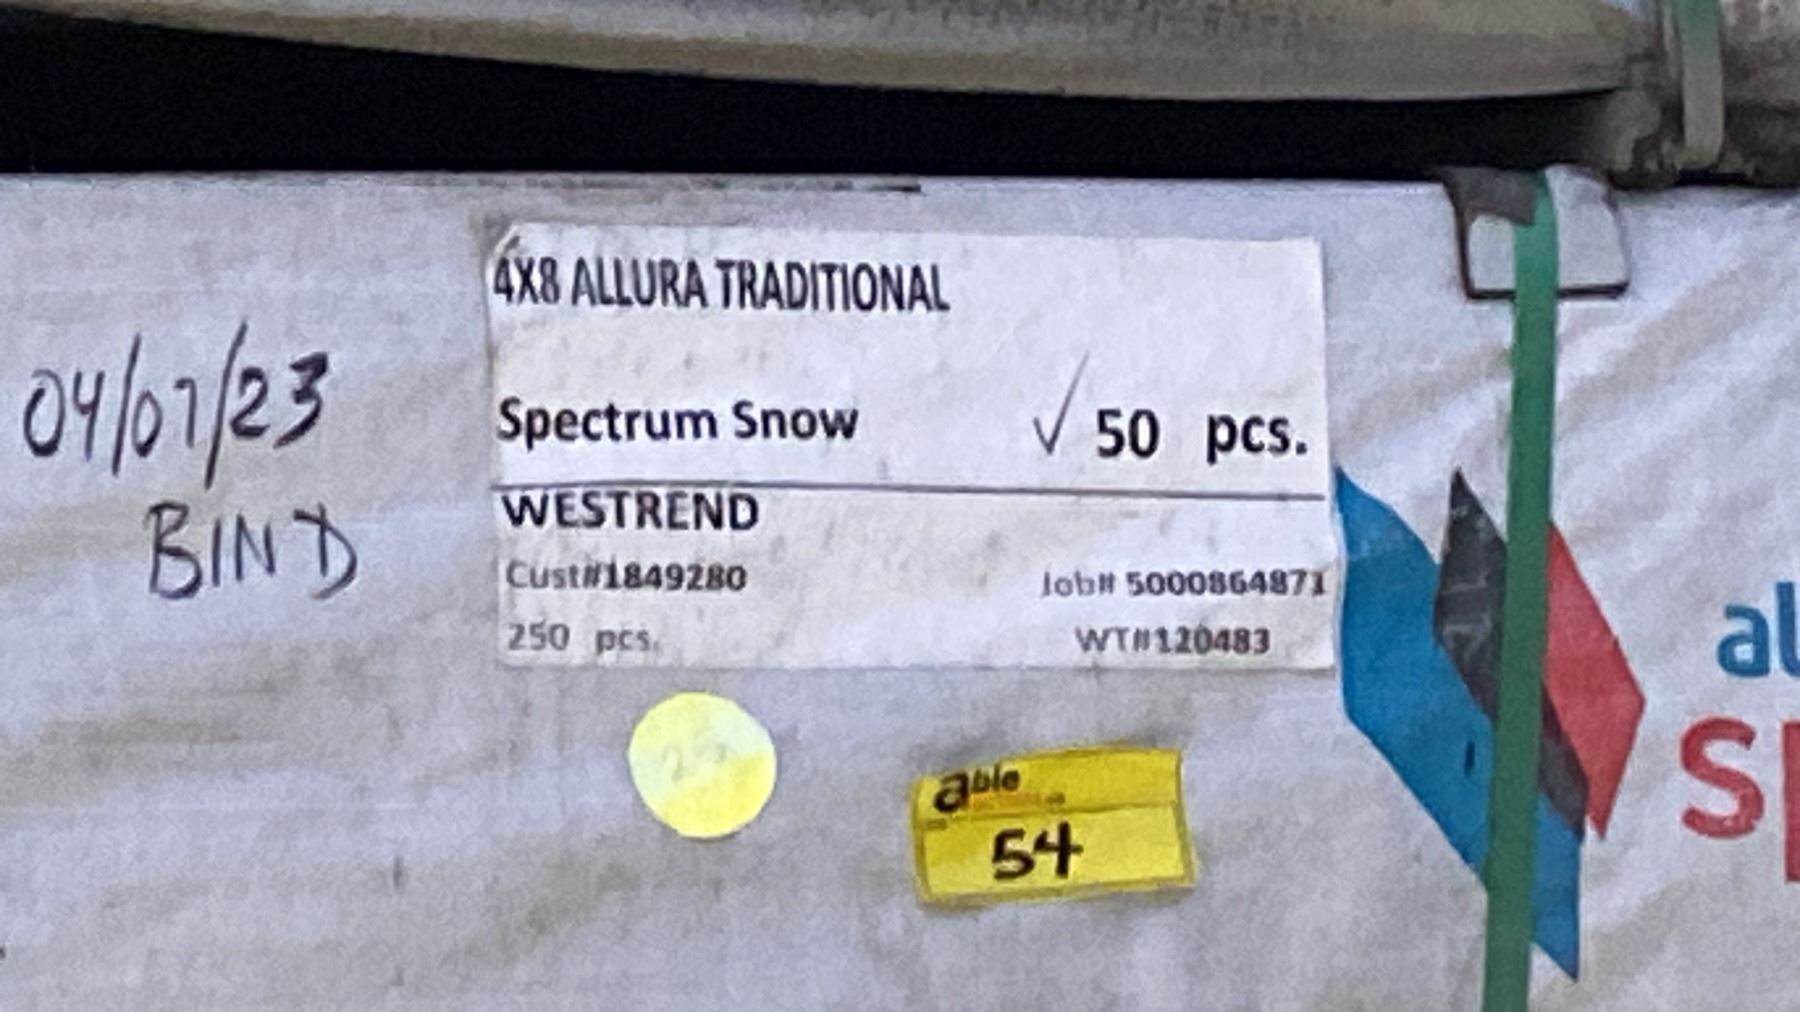 04/07/23
BIND
4X8 ALLURA TRADITIONAL
Spectrum Snow ✓ 50 pcs.
WESTREND
Cust#1849280 Job# 5000864871
250 pcs. WT#120483
able
54
al
S